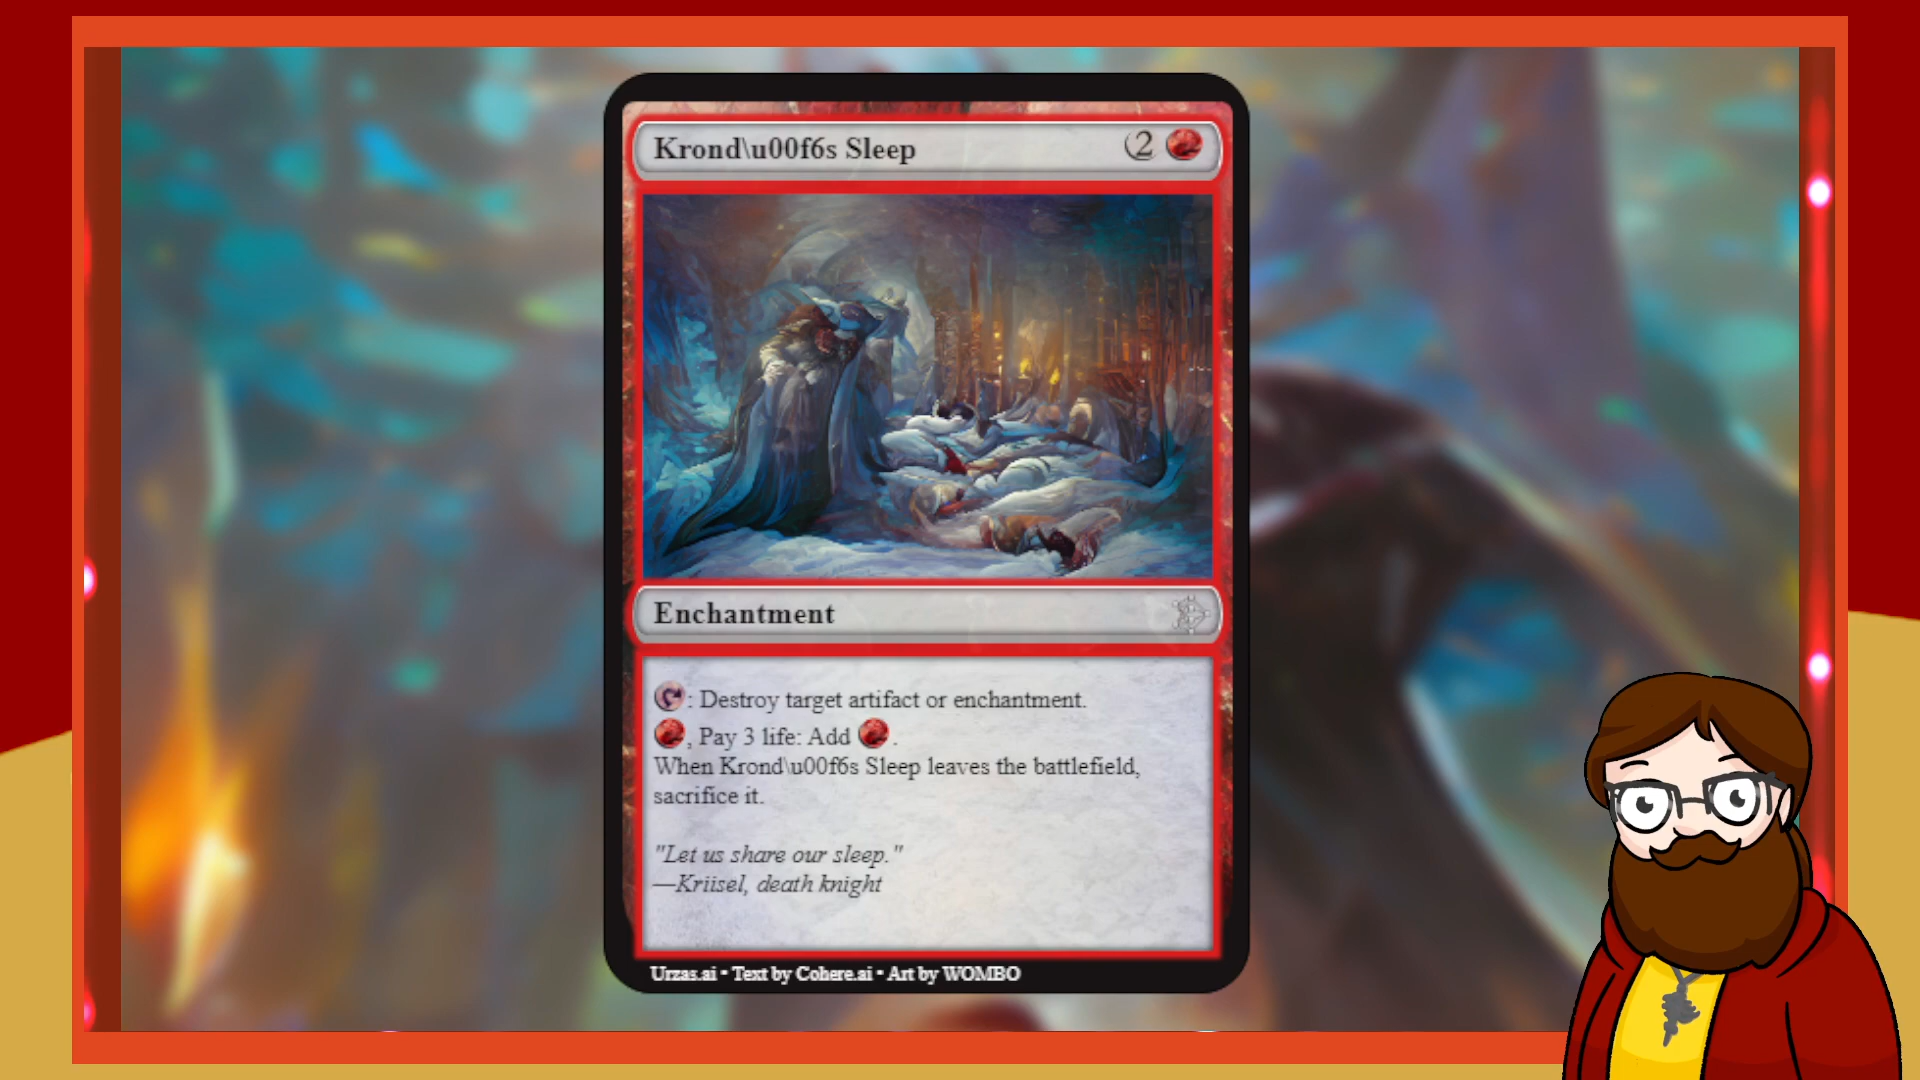 Krond\u00f6s Sleep 2
Enchantment
: Destroy target artifact or enchantment.
, Pay 3 life: Add .
When Krond\u00f6s Sleep leaves the battlefield,
sacrifice it.
"Let us share our sleep."
—Kriisel, death knight
Urzas.ai • Text by Cohere.ai • Art by WOMBO